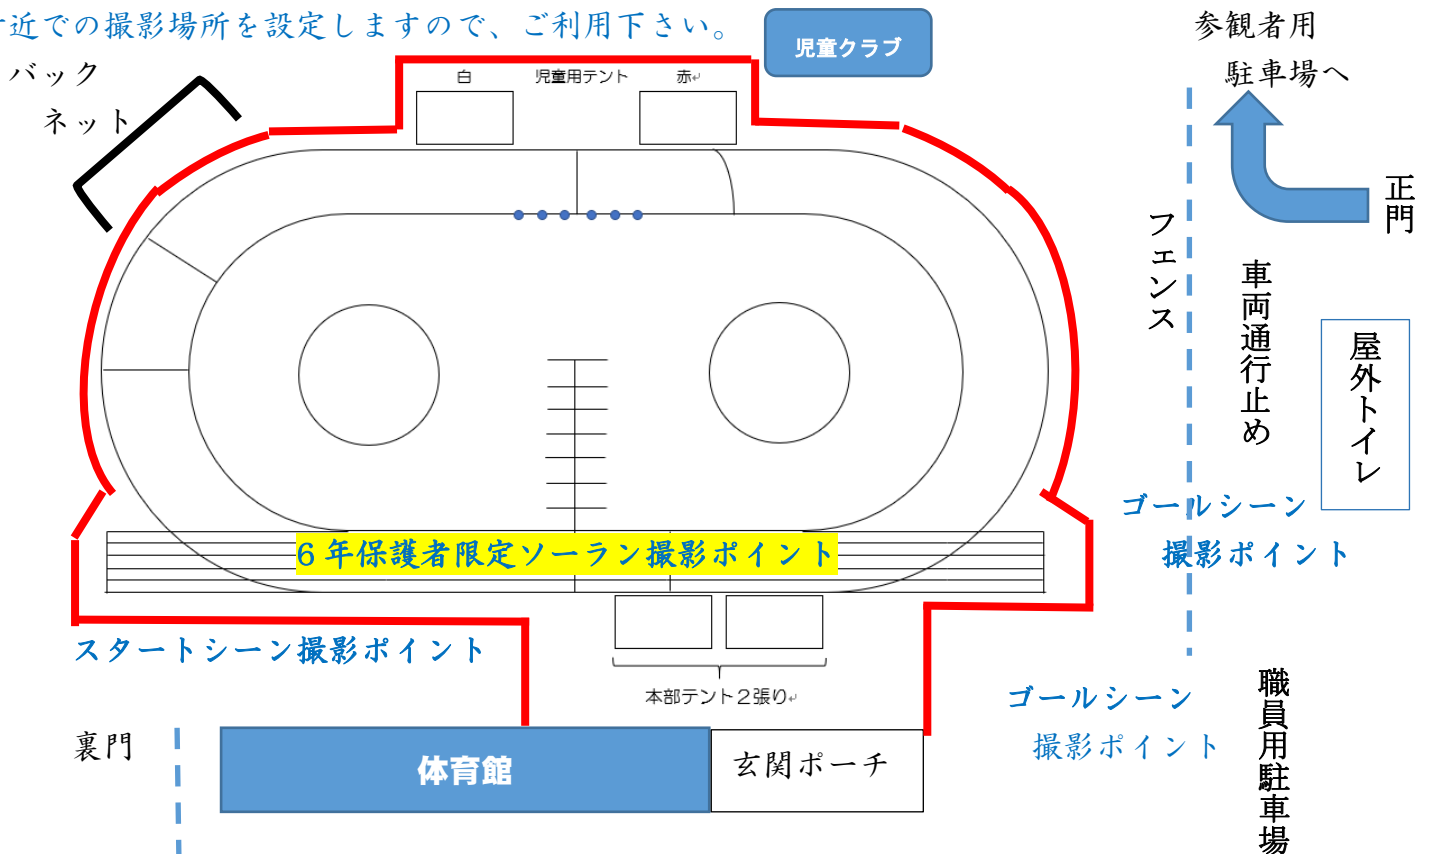 近での撮影場所を設定しますので、ご利用下さい。
児童クラブ
参観者用
駐車場へ
バック
ネット
白
児童用テント
赤
正門
フェンス
車両通行止め
屋外トイレ
ゴールシーン
撮影ポイント
6年保護者限定ソーラン撮影ポイント
スタートシーン撮影ポイント
本部テント2張り
ゴールシーン
撮影ポイント
職員用駐車場
裏門
体育館
玄関ポーチ